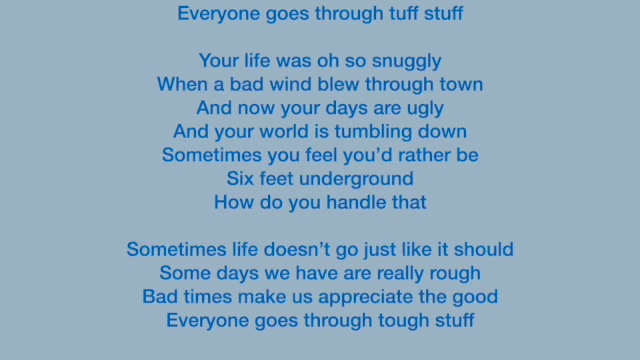 Everyone goes through tuff stuff
Your life was oh so snuggly
When a bad wind blew through town
And now your days are ugly
And your world is tumbling down
Sometimes you feel you’d rather be
Six feet underground
How do you handle that
Sometimes life doesn’t go just like it should
Some days we have are really rough
Bad times make us appreciate the good
Everyone goes through tough stuff